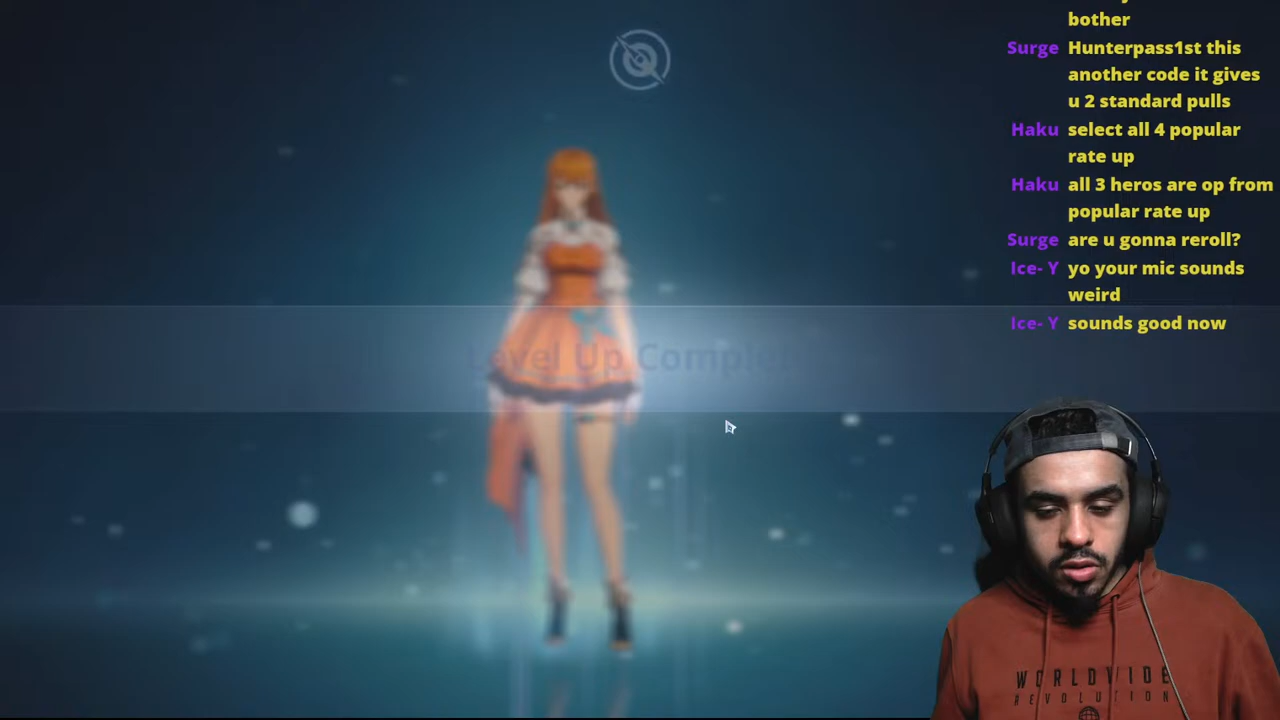 bother
Surge Hunterpass1st this
another code it gives
u 2 standard pulls
Haku select all 4 popular
rate up
Haku all 3 heros are op from
popular rate up
Surge are u gonna reroll?
Ice- Y yo your mic sounds
weird
Ice- Y sounds good now
Level Up Complet
WORLDWIDE
REVOLUTION